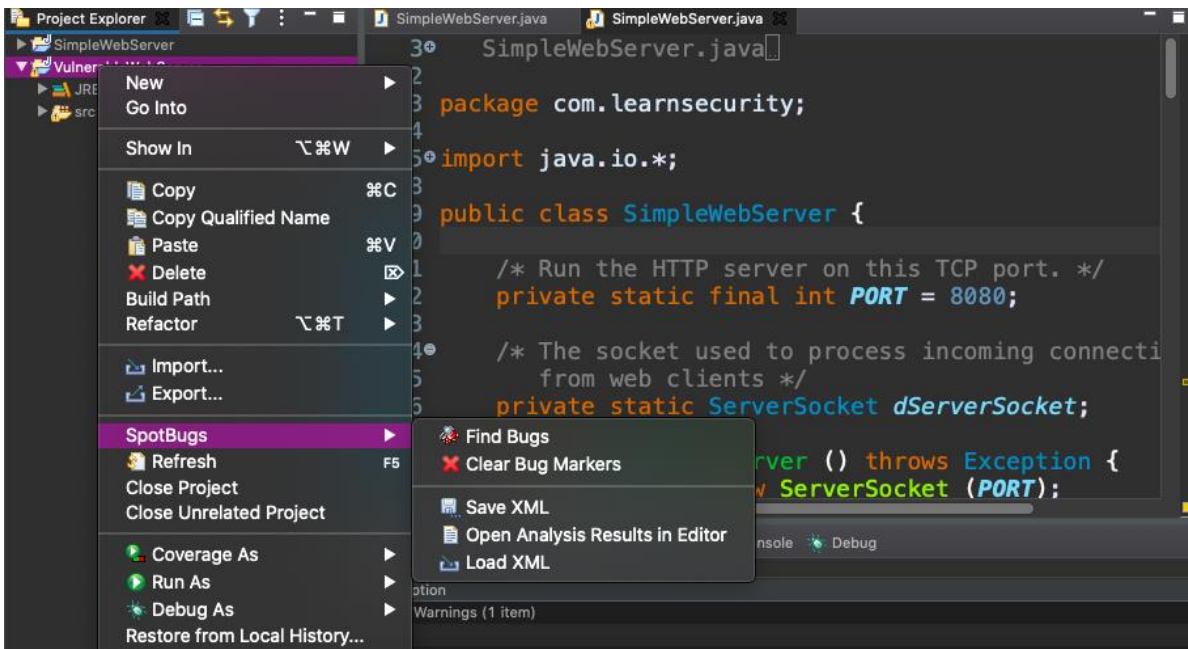 Project Explorer
SimpleWebServer.java
SimpleWebServer.java
SimpleWebServer
JRE
src
New
Go Into
Show In ⌥⌘W
Copy ⌘C
Copy Qualified Name
Paste ⌘V
Delete ⌦
Build Path
Refactor ⌥⌘T
Import...
Export...
SpotBugs
Refresh F5
Close Project
Close Unrelated Project
Coverage As
Run As
Debug As
Restore from Local History...
Find Bugs
Clear Bug Markers
Save XML
Open Analysis Results in Editor
Load XML
SimpleWebServer.java
package com.learnsecurity;
import java.io.*;
public class SimpleWebServer {
/* Run the HTTP server on this TCP port. */
private static final int PORT = 8080;
/* The socket used to process incoming connecti
from web clients */
private static ServerSocket dServerSocket;
rver () throws Exception {
w ServerSocket (PORT);
nsole Debug
ption
Warnings (1 item)